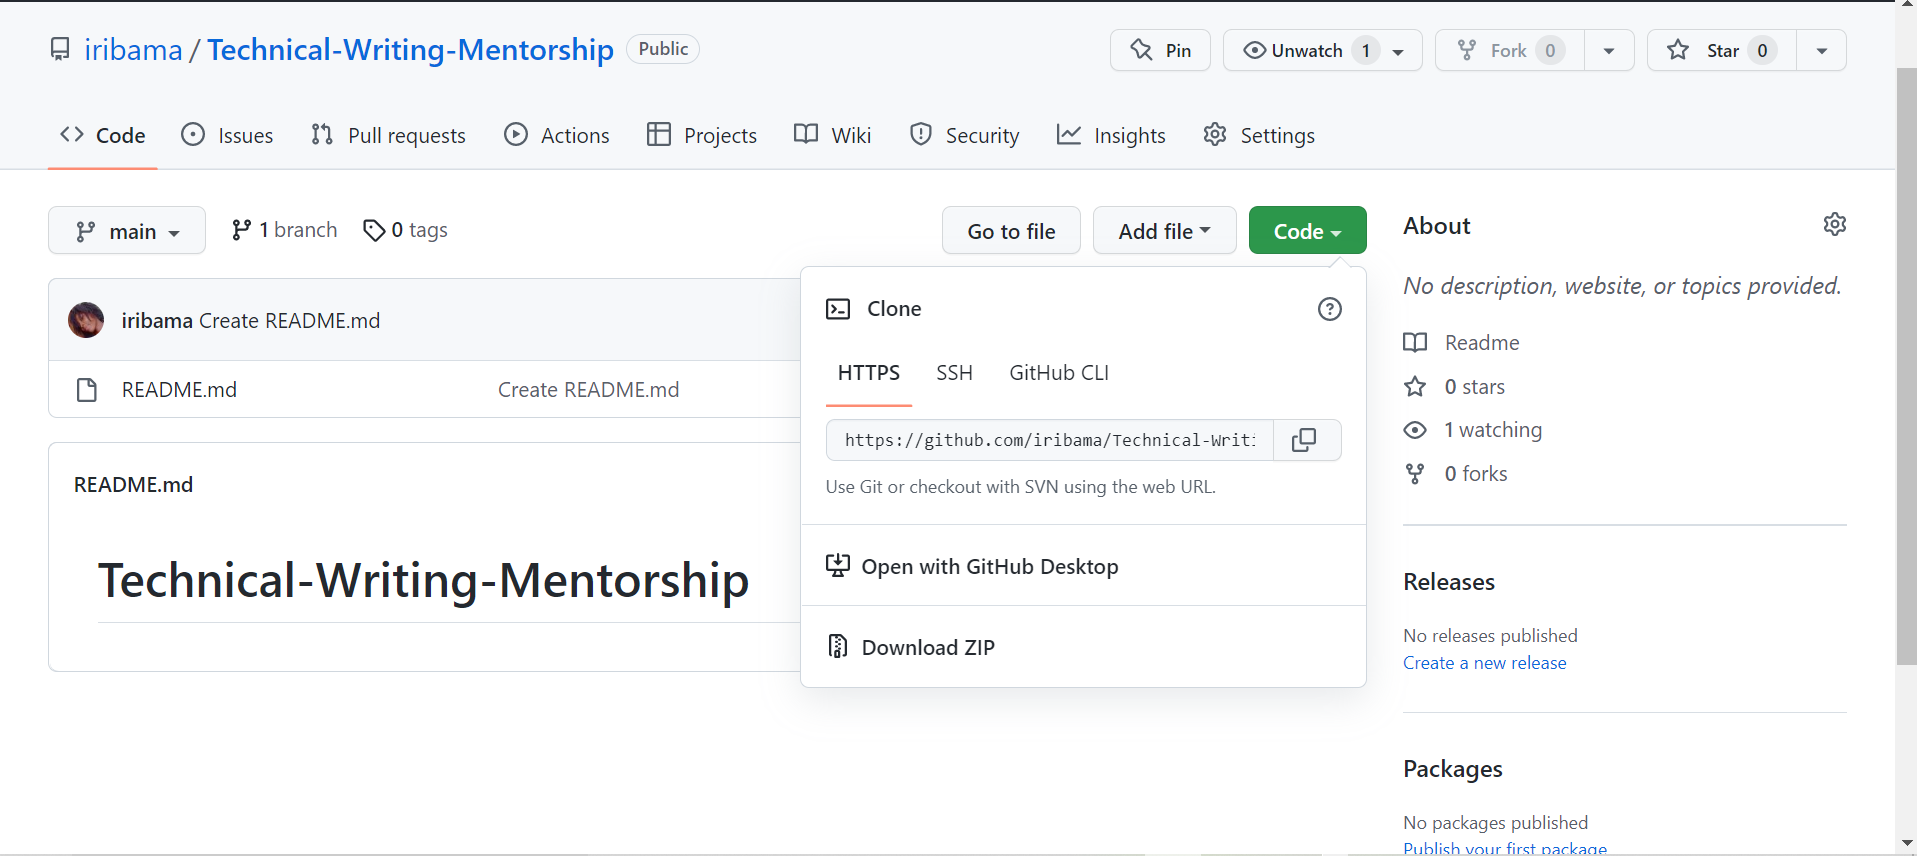 iribama / Technical-Writing-Mentorship Public
Pin Unwatch 1 Fork 0 Star 0
Code Issues Pull requests Actions Projects Wiki Security Insights Settings
main 1 branch 0 tags Go to file Add file Code
iribama Create README.md
README.md Create README.md
README.md
Technical-Writing-Mentorship
Clone
HTTPS SSH GitHub CLI
https://github.com/iribama/Technical-Writi
Use Git or checkout with SVN using the web URL.
Open with GitHub Desktop
Download ZIP
About
No description, website, or topics provided.
Readme
0 stars
1 watching
0 forks
Releases
No releases published
Create a new release
Packages
No packages published
Publish your first package